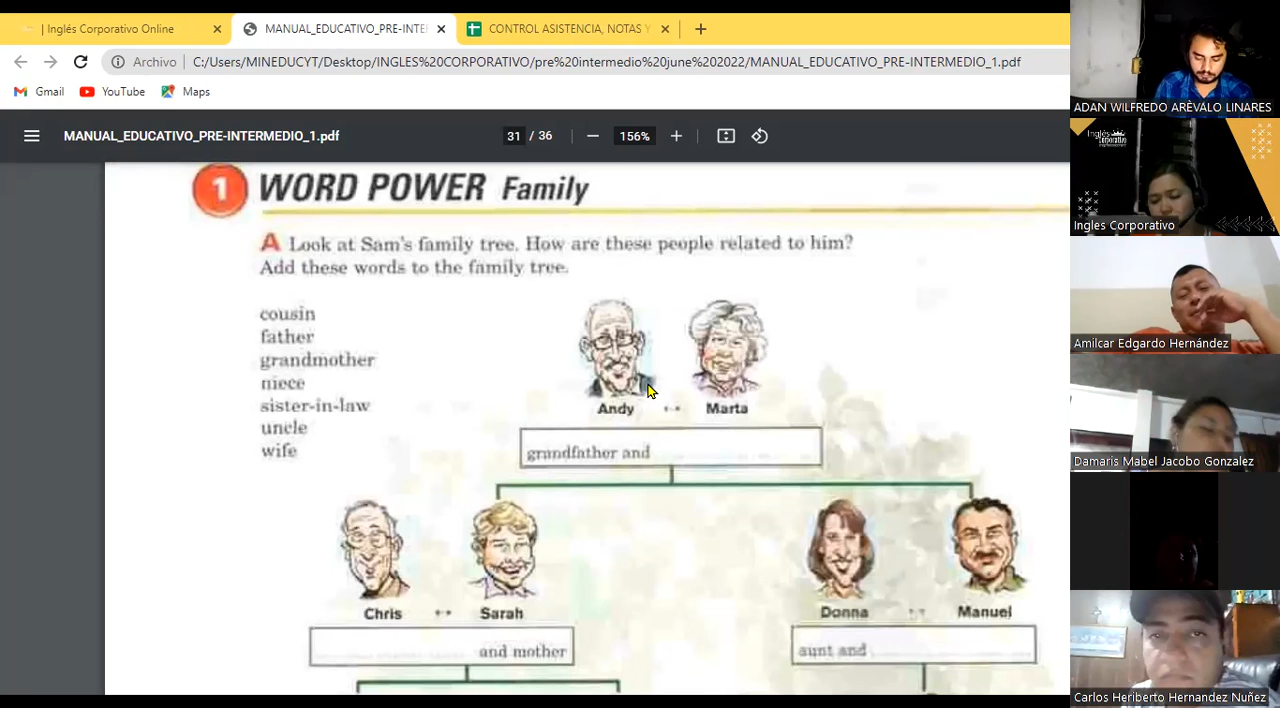 | Inglés Corporativo Online
MANUAL_EDUCATIVO_PRE-INTER
CONTROL ASISTENCIA, NOTAS Y
Archivo | C:/Users/MINEDUCYT/Desktop/INGLES%20CORPORATIVO/pre%20intermedio%20june%202022/MANUAL_EDUCATIVO_PRE-INTERMEDIO_1.pdf
Gmail YouTube Maps
MANUAL_EDUCATIVO_PRE-INTERMEDIO_1.pdf 31 / 36 156%
1 WORD POWER Family
A Look at Sam's family tree. How are these people related to him?
Add these words to the family tree.
cousin
father
grandmother
niece
sister-in-law
uncle
wife
Andy Marta
grandfather and
Chris Sarah
Donna Manuel
and mother
aunt and
ADAN WILFREDO ARÈVALO LINARES
Inglés
Corporativo
Ingles Corporativo
Amilcar Edgardo Hernández
Damaris Mabel Jacobo Gonzalez
Carlos Heriberto Hernandez Nuñez